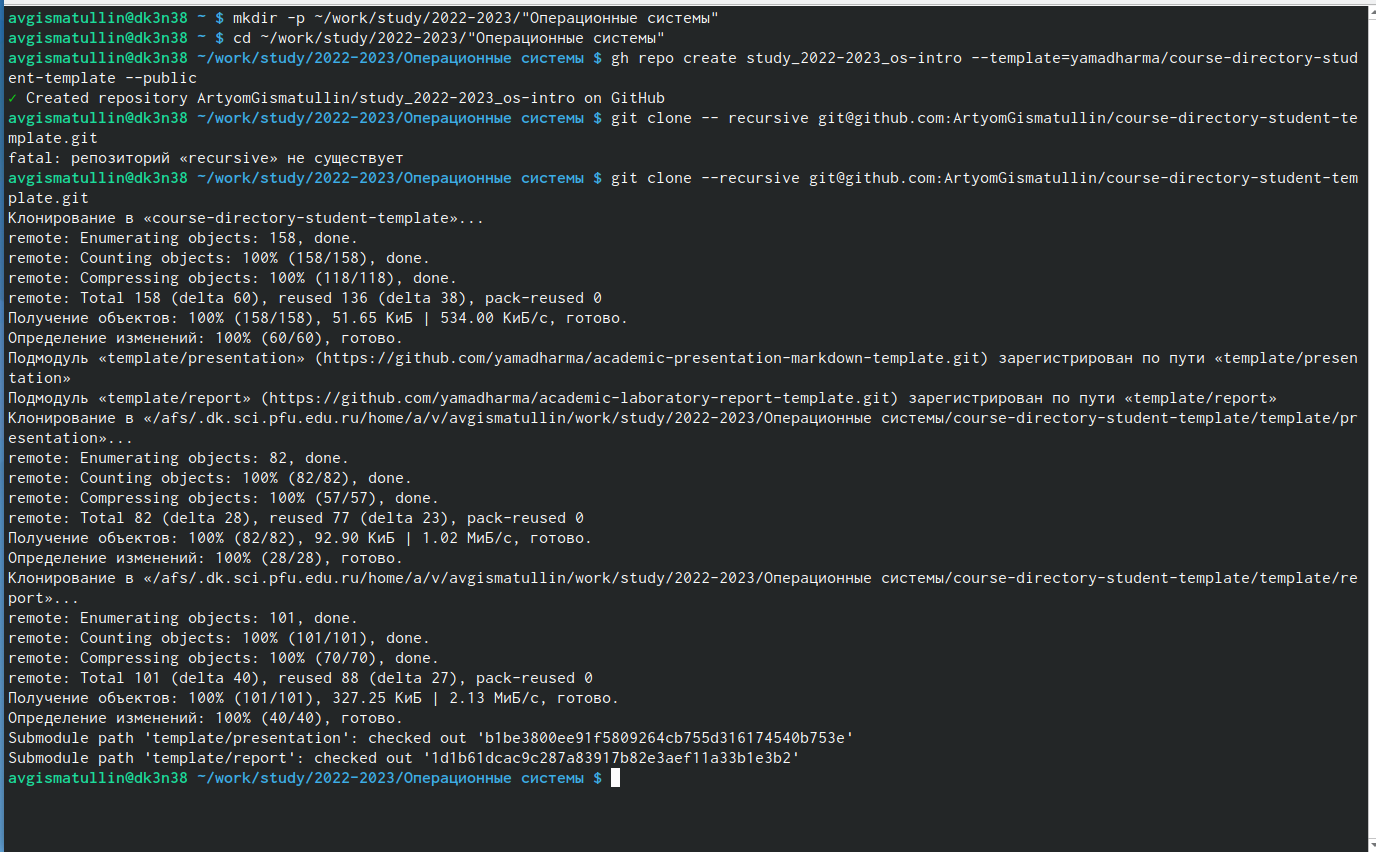 avgismatullin@dk3n38 ~ $ mkdir -p ~/work/study/2022-2023/"Операционные системы"
avgismatullin@dk3n38 ~ $ cd ~/work/study/2022-2023/"Операционные системы"
avgismatullin@dk3n38 ~/work/study/2022-2023/Операционные системы $ gh repo create study_2022-2023_os-intro --template=yamadharma/course-directory-stud
ent-template --public
✓ Created repository ArtyomGismatullin/study_2022-2023_os-intro on GitHub
avgismatullin@dk3n38 ~/work/study/2022-2023/Операционные системы $ git clone -- recursive git@github.com:ArtyomGismatullin/course-directory-student-te
mplate.git
fatal: репозиторий «recursive» не существует
avgismatullin@dk3n38 ~/work/study/2022-2023/Операционные системы $ git clone --recursive git@github.com:ArtyomGismatullin/course-directory-student-tem
plate.git
Клонирование в «course-directory-student-template»...
remote: Enumerating objects: 158, done.
remote: Counting objects: 100% (158/158), done.
remote: Compressing objects: 100% (118/118), done.
remote: Total 158 (delta 60), reused 136 (delta 38), pack-reused 0
Получение объектов: 100% (158/158), 51.65 КиБ | 534.00 КиБ/с, готово.
Определение изменений: 100% (60/60), готово.
Подмодуль «template/presentation» (https://github.com/yamadharma/academic-presentation-markdown-template.git) зарегистрирован по пути «template/presen
tation»
Подмодуль «template/report» (https://github.com/yamadharma/academic-laboratory-report-template.git) зарегистрирован по пути «template/report»
Клонирование в «/afs/.dk.sci.pfu.edu.ru/home/a/v/avgismatullin/work/study/2022-2023/Операционные системы/course-directory-student-template/template/pr
esentation»...
remote: Enumerating objects: 82, done.
remote: Counting objects: 100% (82/82), done.
remote: Compressing objects: 100% (57/57), done.
remote: Total 82 (delta 28), reused 77 (delta 23), pack-reused 0
Получение объектов: 100% (82/82), 92.90 КиБ | 1.02 МиБ/с, готово.
Определение изменений: 100% (28/28), готово.
Клонирование в «/afs/.dk.sci.pfu.edu.ru/home/a/v/avgismatullin/work/study/2022-2023/Операционные системы/course-directory-student-template/template/re
port»...
remote: Enumerating objects: 101, done.
remote: Counting objects: 100% (101/101), done.
remote: Compressing objects: 100% (70/70), done.
remote: Total 101 (delta 40), reused 88 (delta 27), pack-reused 0
Получение объектов: 100% (101/101), 327.25 КиБ | 2.13 МиБ/с, готово.
Определение изменений: 100% (40/40), готово.
Submodule path 'template/presentation': checked out 'b1be3800ee91f5809264cb755d316174540b753e'
Submodule path 'template/report': checked out '1d1b61dcac9c287a83917b82e3aef11a33b1e3b2'
avgismatullin@dk3n38 ~/work/study/2022-2023/Операционные системы $